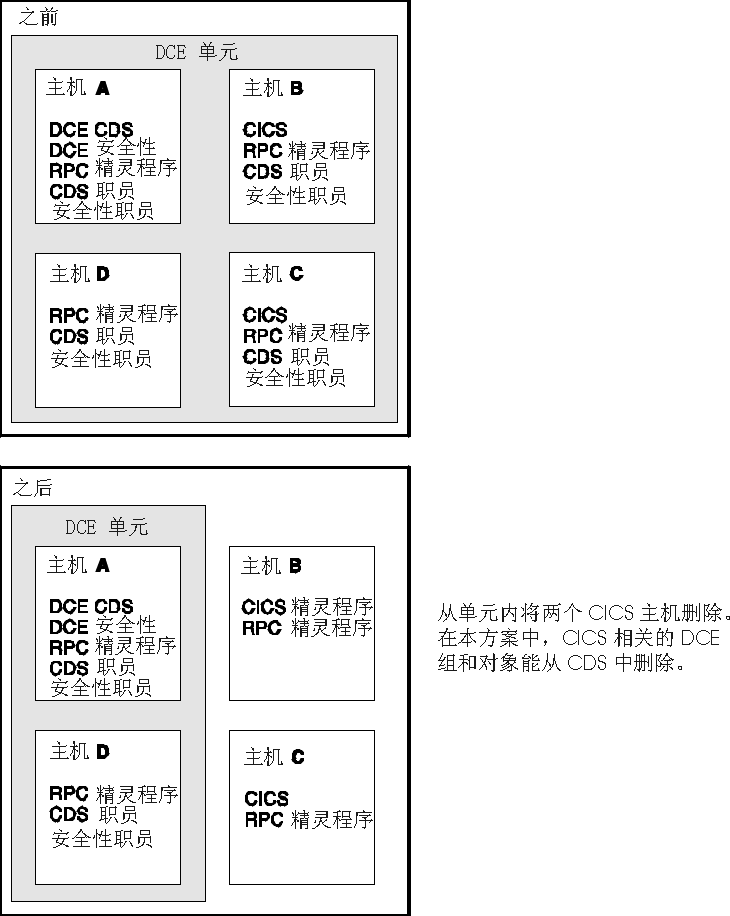 之前
DCE 单元
主机 A
DCE CDS
DCE 安全性
RPC 精灵程序
CDS 职员
安全性职员
主机 B
CICS
RPC 精灵程序
CDS 职员
安全性职员
主机 D
RPC 精灵程序
CDS 职员
安全性职员
主机 C
CICS
RPC 精灵程序
CDS 职员
安全性职员
之后
DCE 单元
主机 A
DCE CDS
DCE 安全性
RPC 精灵程序
CDS 职员
安全性职员
主机 B
CICS 精灵程序
RPC 精灵程序
主机 D
RPC 精灵程序
CDS 职员
安全性职员
主机 C
CICS
RPC 精灵程序
从单元内将两个 CICS 主机删除。
在本方案中，CICS 相关的 DCE
组和对象能从 CDS 中删除。